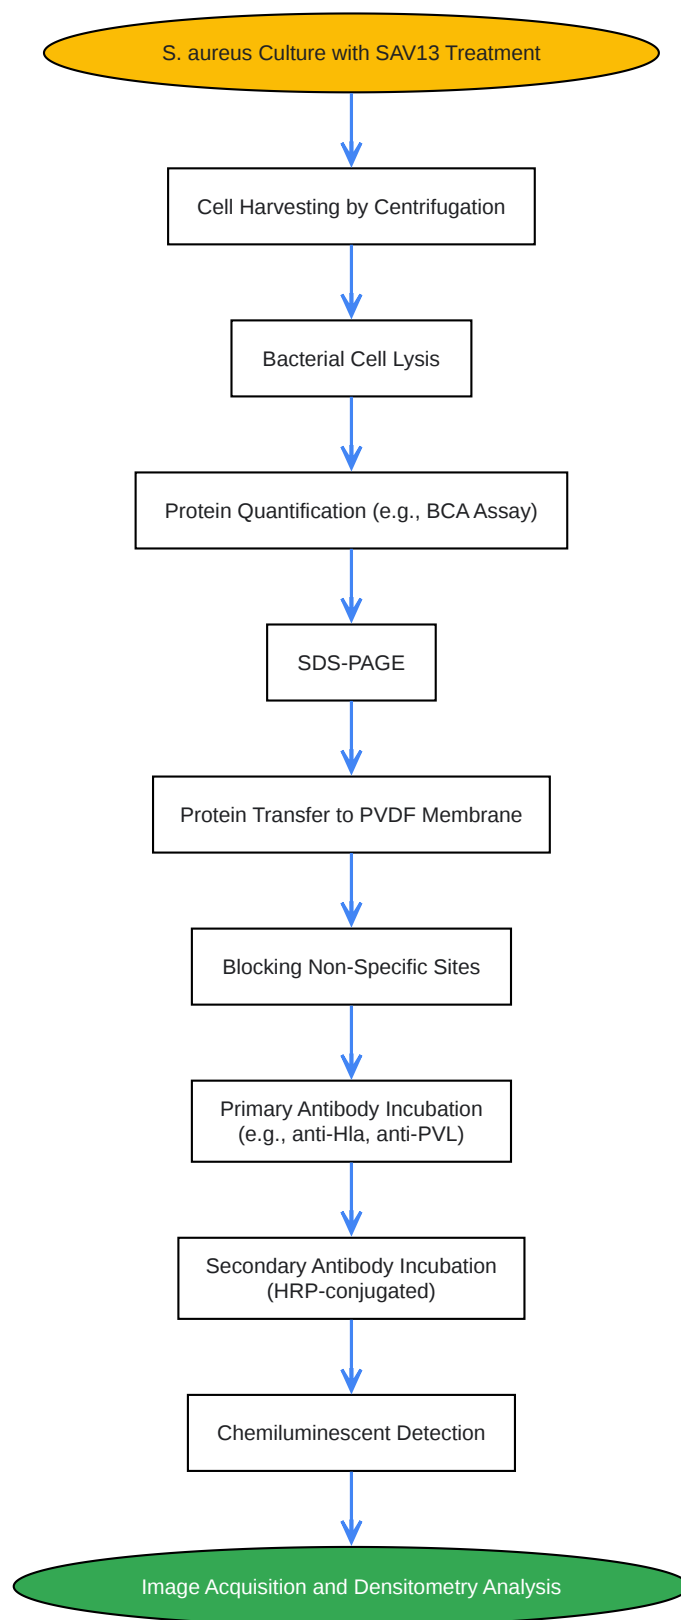 S. aureus Culture with SAV13 Treatment
Cell Harvesting by Centrifugation
Bacterial Cell Lysis
Protein Quantification (e.g., BCA Assay)
SDS-PAGE
Protein Transfer to PVDF Membrane
Blocking Non-Specific Sites
Primary Antibody Incubation
(e.g., anti-Hla, anti-PVL)
Secondary Antibody Incubation
(HRP-conjugated)
Chemiluminescent Detection
Image Acquisition and Densitometry Analysis